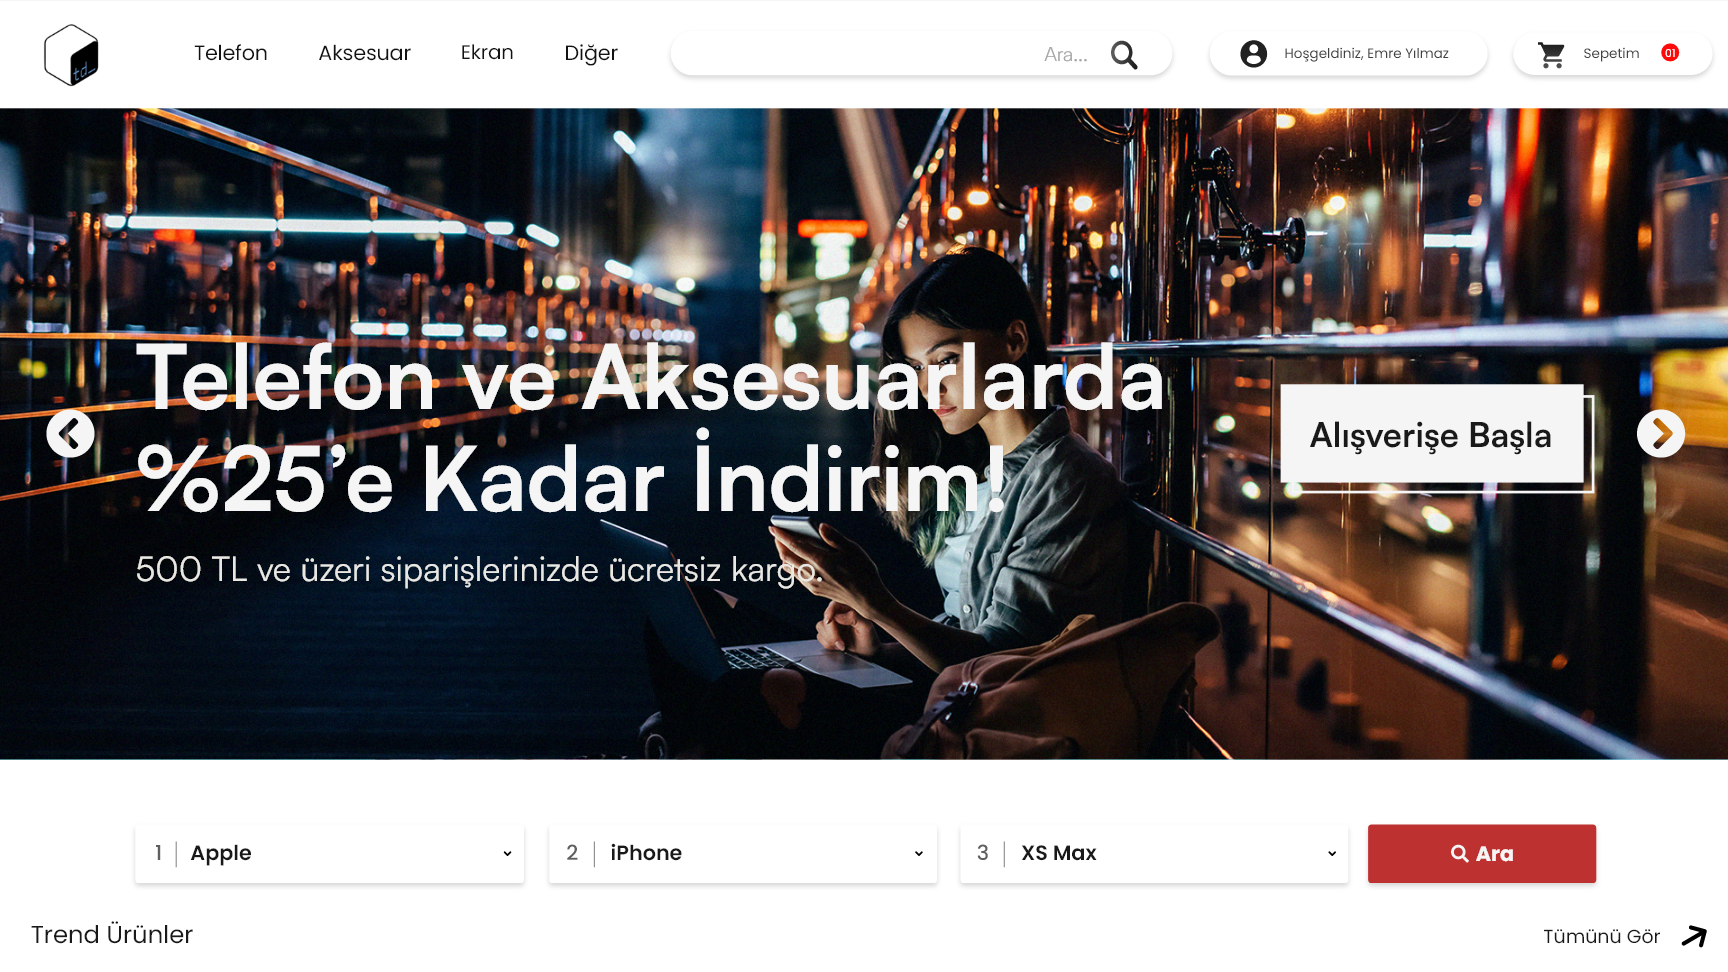 td_
Telefon
Aksesuar
Ekran
Diğer
Ara...
Hoşgeldiniz, Emre Yılmaz
Sepetim
01
Telefon ve Aksesuarlarda
%25’e Kadar İndirim!
500 TL ve üzeri siparişlerinizde ücretsiz kargo.
Alışverişe Başla
1 | Apple
2 | iPhone
3 | XS Max
Ara
Trend Ürünler
Tümünü Gör